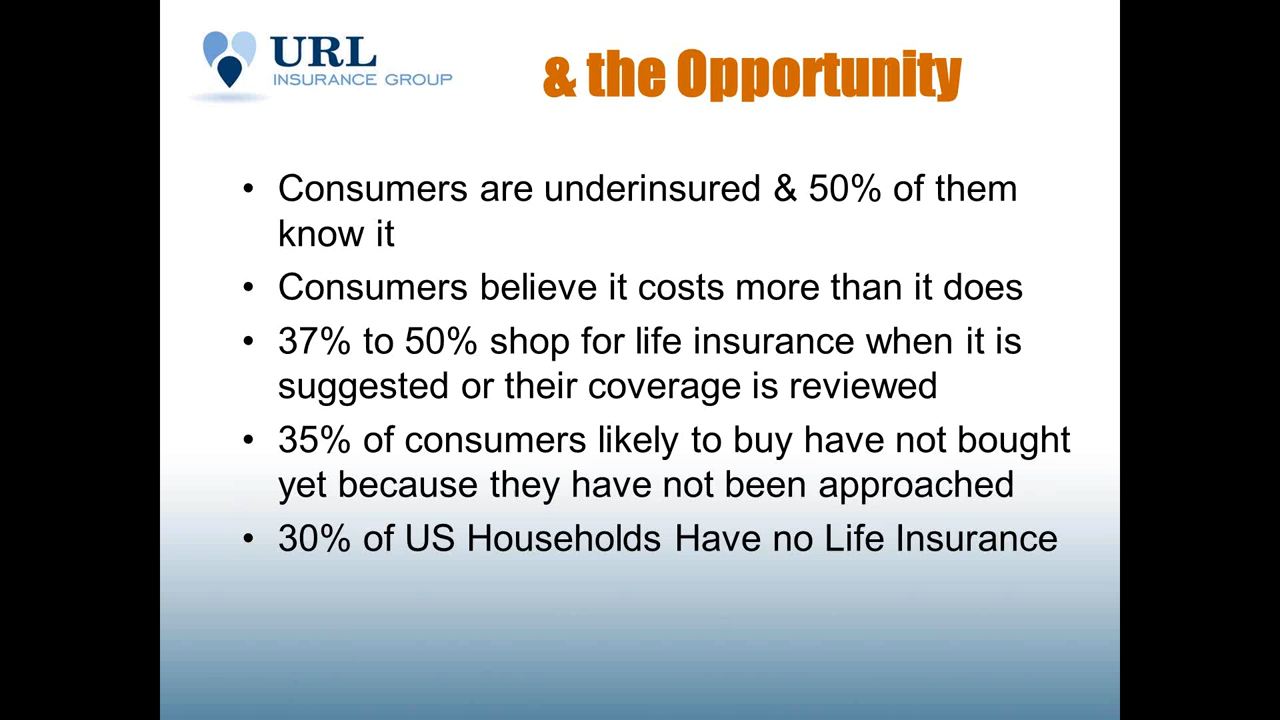 URL
INSURANCE GROUP
& the Opportunity
• Consumers are underinsured & 50% of them
know it
• Consumers believe it costs more than it does
• 37% to 50% shop for life insurance when it is
suggested or their coverage is reviewed
• 35% of consumers likely to buy have not bought
yet because they have not been approached
• 30% of US Households Have no Life Insurance